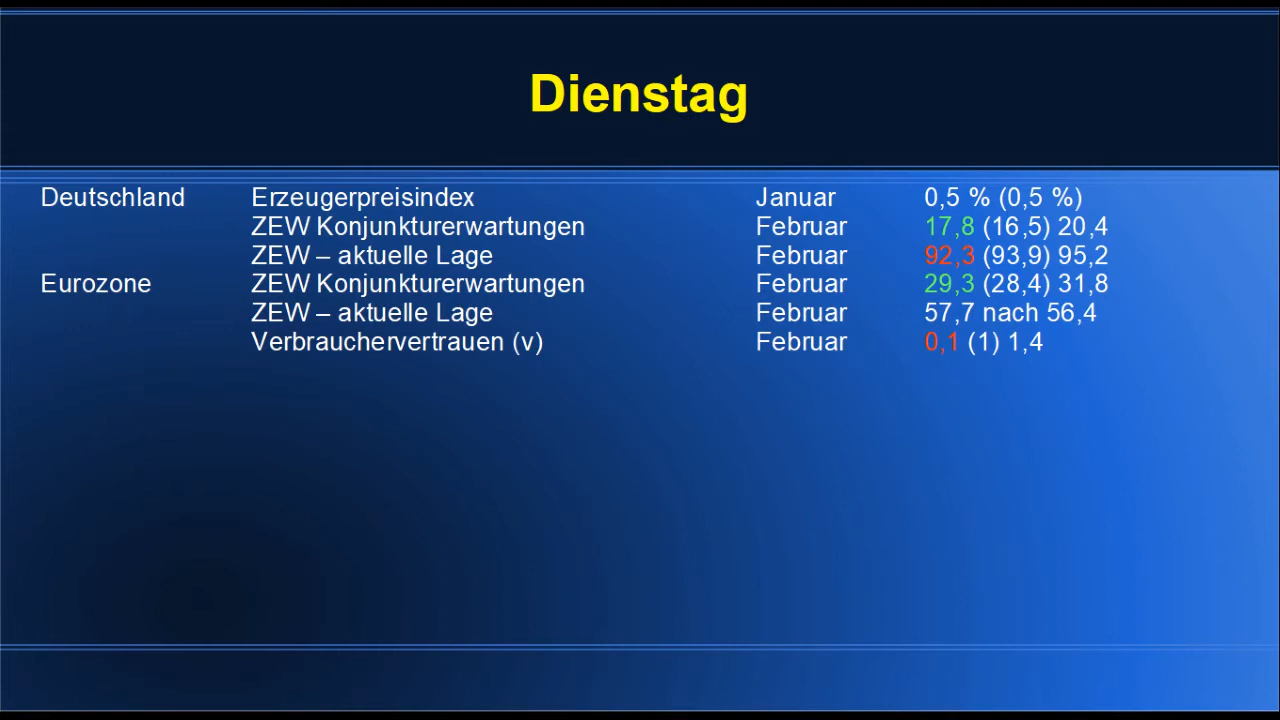 Dienstag
Deutschland Erzeugerpreisindex Januar 0,5 % (0,5 %)
ZEW Konjunkturerwartungen Februar 17,8 (16,5) 20,4
ZEW – aktuelle Lage Februar 92,3 (93,9) 95,2
Eurozone ZEW Konjunkturerwartungen Februar 29,3 (28,4) 31,8
ZEW – aktuelle Lage Februar 57,7 nach 56,4
Verbrauchervertrauen (v) Februar 0,1 (1) 1,4